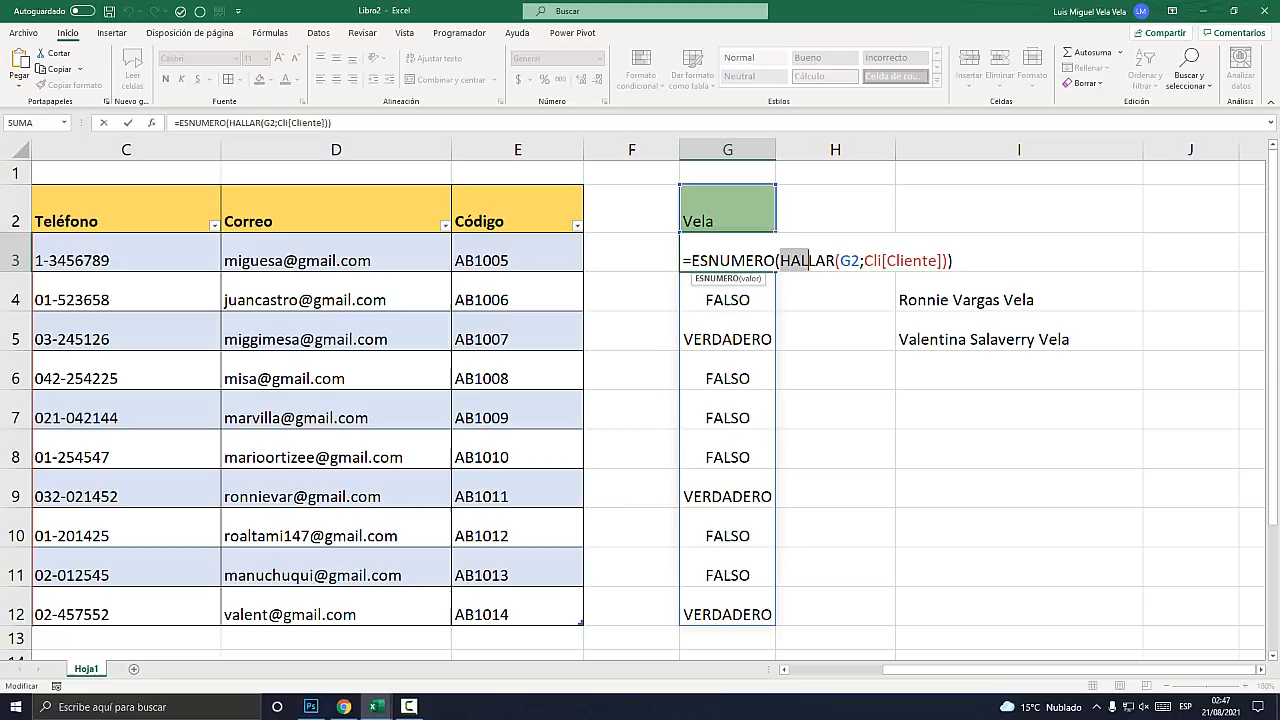 Autoguardado
Libro2 - Excel
Buscar
Luis Miguel Vela Vela
LM
Archivo Inicio Insertar Disposición de página Fórmulas Datos Revisar Vista Programador Ayuda Power Pivot
Compartir Comentarios
Pegar
Cortar
Copiar
Copiar formato
Portapapeles
Leer celdas
Nuevo g...
Calibri 11
N K S
Fuente
Ajustar texto
Combinar y centrar
Alineación
General
Número
Formato condicional
Dar formato como tabla
Normal Bueno Incorrecto
Neutral Cálculo Celda de co...
Estilos
Insertar Eliminar Formato
Celdas
Autosuma
Rellenar
Borrar
Ordenar y filtrar
Buscar y seleccionar
Edición
Analizar datos
Análisis
SUMA
=ESNUMERO(HALLAR(G2;Cli[Cliente]))
C D E F G H I J
1
2 Teléfono Correo Código Vela
3 1-3456789 miguesa@gmail.com AB1005 =ESNUMERO(HALLAR(G2;Cli[Cliente]))
ESNUMERO(valor)
4 01-523658 juancastro@gmail.com AB1006 FALSO Ronnie Vargas Vela
5 03-245126 miggimesa@gmail.com AB1007 VERDADERO Valentina Salaverry Vela
6 042-254225 misa@gmail.com AB1008 FALSO
7 021-042144 marvilla@gmail.com AB1009 FALSO
8 01-254547 marioortizee@gmail.com AB1010 FALSO
9 032-021452 ronnievar@gmail.com AB1011 VERDADERO
10 01-201425 roaltami147@gmail.com AB1012 FALSO
11 02-012545 manuchuqui@gmail.com AB1013 FALSO
12 02-457552 valent@gmail.com AB1014 VERDADERO
13
Hoja1
Modificar
180%
Escribe aquí para buscar
15°C Nublado
ESP
02:47
21/08/2021